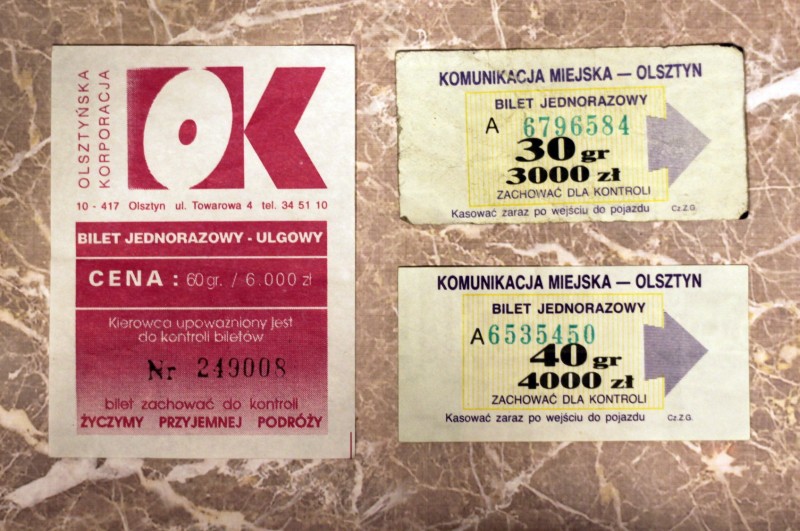 OLSZTYŃSKA
KORPORACJA
OK
10 - 417 Olsztyn ul. Towarowa 4 tel. 34 51 10
BILET JEDNORAZOWY - ULGOWY
CENA : 60 gr. / 6.000 zł
Kierowca upoważniony jest
do kontroli biletów
Nr 249008
bilet zachować do kontroli
ŻYCZYMY PRZYJEMNEJ PODRÓŻY
KOMUNIKACJA MIEJSKA — OLSZTYN
BILET JEDNORAZOWY
A 6796584
30 gr
3000 zł
ZACHOWAĆ DLA KONTROLI
Kasować zaraz po wejściu do pojazdu Cz.Z.G.
KOMUNIKACJA MIEJSKA — OLSZTYN
BILET JEDNORAZOWY
A 6535450
40 gr
4000 zł
ZACHOWAĆ DLA KONTROLI
Kasować zaraz po wejściu do pojazdu Cz.Z.G.